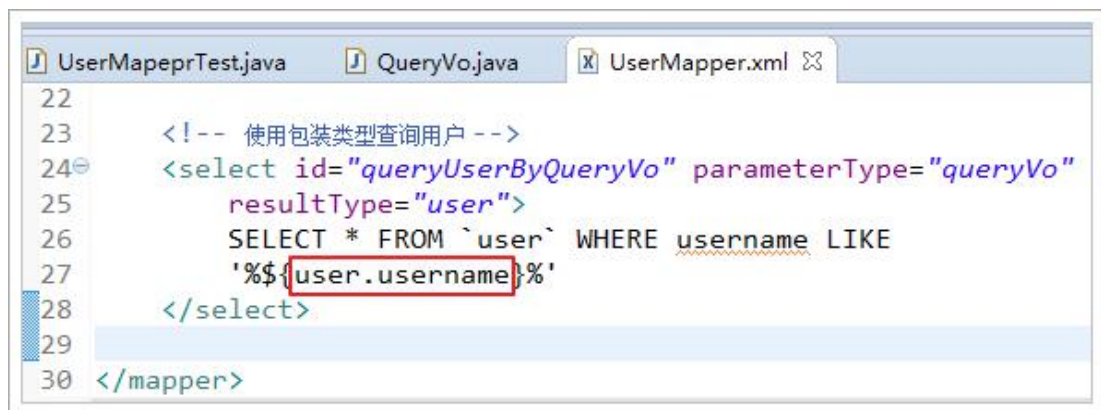 UserMapeprTest.java QueryVo.java UserMapper.xml
22
23 <!-- 使用包装类型查询用户 -->
24 <select id="queryUserByQueryVo" parameterType="queryVo"
25 resultType="user">
26 SELECT * FROM `user` WHERE username LIKE
27 '%${user.username}%'
28 </select>
29
30 </mapper>